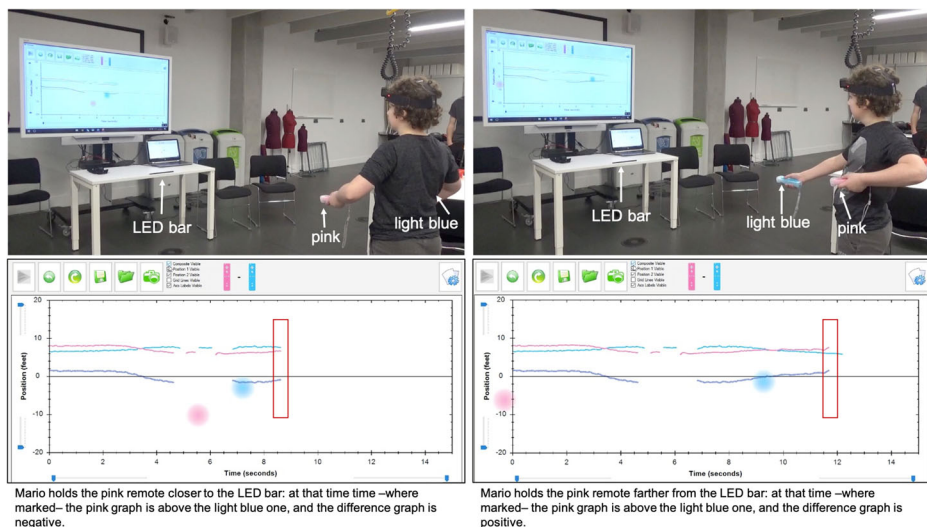 LED bar
pink
light blue
LED bar
light blue
pink
Composite Visible
Position 1 Visible
Position 2 Visible
Grid Lines Visible
Axis Labels Visible
-
20
10
0
-10
-20
Position (feet)
0 2 4 6 8 10 12 14
Time (seconds)
Composite Visible
Position 1 Visible
Position 2 Visible
Grid Lines Visible
Axis Labels Visible
-
20
10
0
-10
-20
Position (feet)
0 2 4 6 8 10 12 14
Time (seconds)
Mario holds the pink remote closer to the LED bar: at that time time –where
marked– the pink graph is above the light blue one, and the difference graph is
negative.
Mario holds the pink remote farther from the LED bar: at that time –where
marked– the pink graph is above the light blue one, and the difference graph is
positive.